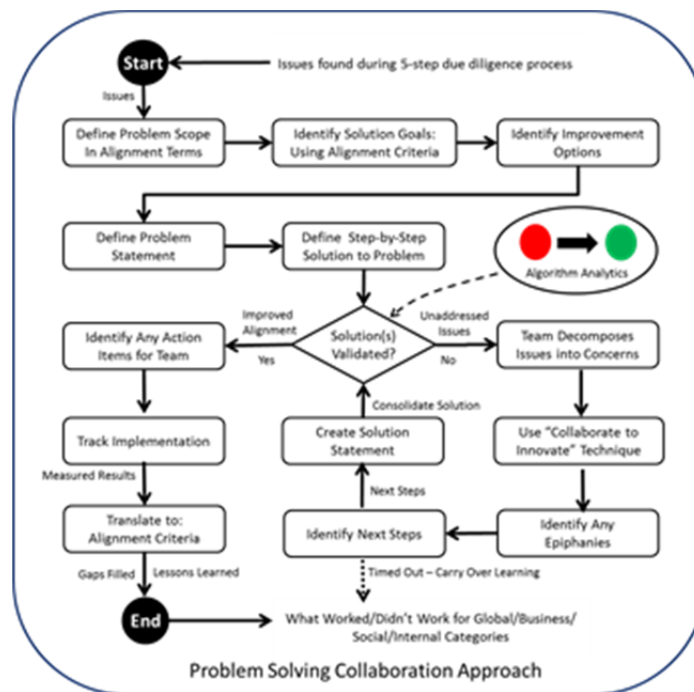 Start
Issues found during 5-step due diligence process
Issues
Define Problem Scope
In Alignment Terms
Identify Solution Goals:
Using Alignment Criteria
Identify Improvement
Options
Define Problem
Statement
Define Step-by-Step
Solution to Problem
Algorithm Analytics
Improved
Alignment
Unaddressed
Issues
Identify Any Action
Items for Team
Yes
Solution(s)
Validated?
No
Team Decomposes
Issues into Concerns
Consolidate Solution
Track Implementation
Create Solution
Statement
Use “Collaborate to
Innovate” Technique
Measured Results
Next Steps
Translate to:
Alignment Criteria
Identify Next Steps
Identify Any
Epiphanies
Gaps Filled
Lessons Learned
Timed Out – Carry Over Learning
End
What Worked/Didn't Work for Global/Business/
Social/Internal Categories
Problem Solving Collaboration Approach